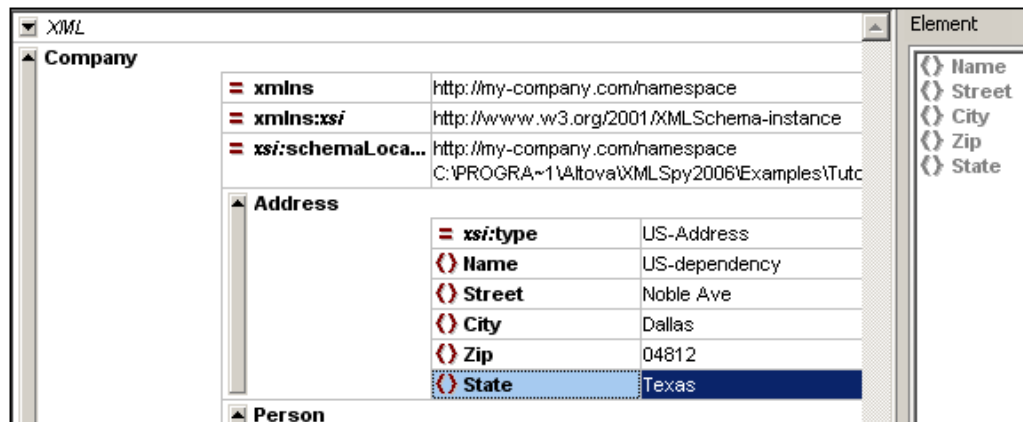 XML
Element
Company
xmlns http://my-company.com/namespace
xmlns:xsi http://www.w3.org/2001/XMLSchema-instance
xsi:schemaLoca... http://my-company.com/namespace
C:\PROGRA~1\Altova\XMLSpy2006\Examples\Tuto
Address
xsi:type US-Address
Name US-dependency
Street Noble Ave
City Dallas
Zip 04812
State Texas
Person
Name
Street
City
Zip
State